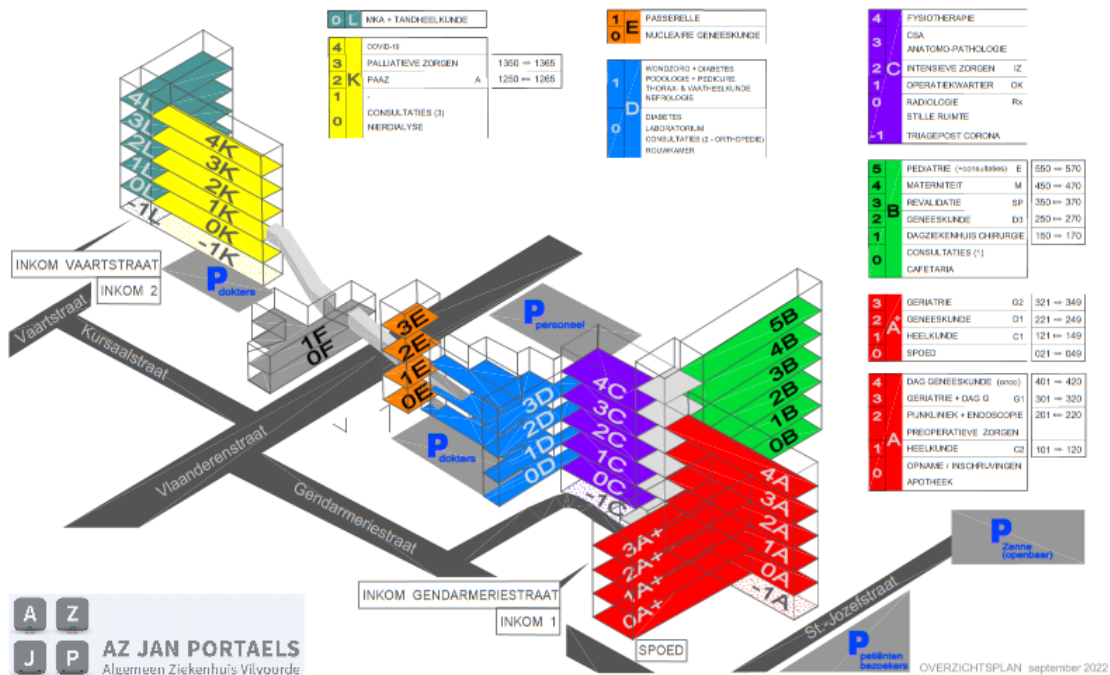 0 L MKA + TANDHEELKUNDE
K
4 COVID-19
3 PALLIATIEVE ZORGEN 1350 ⇔ 1365
2 PAAZ A 1250 ⇔ 1265
1 -
CONSULTATIES (3)
0 NIERDIALYSE
E
1 PASSERELLE
0 NUCLEAIRE GENEESKUNDE
D
1 WONDZORG + DIABETES
PODOLOGIE + PEDICURE
THORAX- & VAATHEELKUNDE
NEFROLOGIE
0 DIABETES
LABORATORIUM
CONSULTATIES (2 - ORTHOPEDIE)
ROUWKAMER
C
4 FYSIOTHERAPIE
3 CSA
ANATOMO-PATHOLOGIE
2 INTENSIEVE ZORGEN IZ
1 OPERATIEKWARTIER OK
0 RADIOLOGIE Rx
STILLE RUIMTE
-1 TRIAGEPOST CORONA
B
5 PEDIATRIE (+consultaties) E 550 ⇔ 570
4 MATERNITEIT M 450 ⇔ 470
3 REVALIDATIE SP 350 ⇔ 370
2 GENEESKUNDE D3 250 ⇔ 270
1 DAGZIEKENHUIS CHIRURGIE 150 ⇔ 170
0 CONSULTATIES (1)
CAFETARIA
A+
3 GERIATRIE G2 321 ⇔ 349
2 GENEESKUNDE D1 221 ⇔ 249
1 HEELKUNDE C1 121 ⇔ 149
0 SPOED 021 ⇔ 049
A
4 DAG GENEESKUNDE (onco) 401 ⇔ 420
3 GERIATRIE + DAG G G1 301 ⇔ 320
2 PIJNKLINIEK + ENDOSCOPIE 201 ⇔ 220
PREOPERATIEVE ZORGEN
1 HEELKUNDE C2 101 ⇔ 120
0 OPNAME / INSCHRIJVINGEN
APOTHEEK
4L
3L
2L
1L
0L
-1L
4K
3K
2K
1K
0K
-1K
INKOM VAARTSTRAAT
INKOM 2
P
dokters
1F
0F
3E
2E
1E
0E
P
personeel
P
dokters
3D
2D
1D
0D
4C
3C
2C
1C
0C
-1C
5B
4B
3B
2B
1B
0B
4A
3A
2A
1A
0A
-1A
3A+
2A+
1A+
0A+
Vaartstraat
Kursaalstraat
Vlaanderenstraat
Gendarmeriestraat
INKOM GENDARMERIESTRAAT
INKOM 1
SPOED
St.-Jozefstraat
P
Zenne
(openbaar)
P
patiënten
bezoekers
A Z
J P
AZ JAN PORTAELS
Algemeen Ziekenhuis Vilvoorde
OVERZICHTSPLAN september 2022